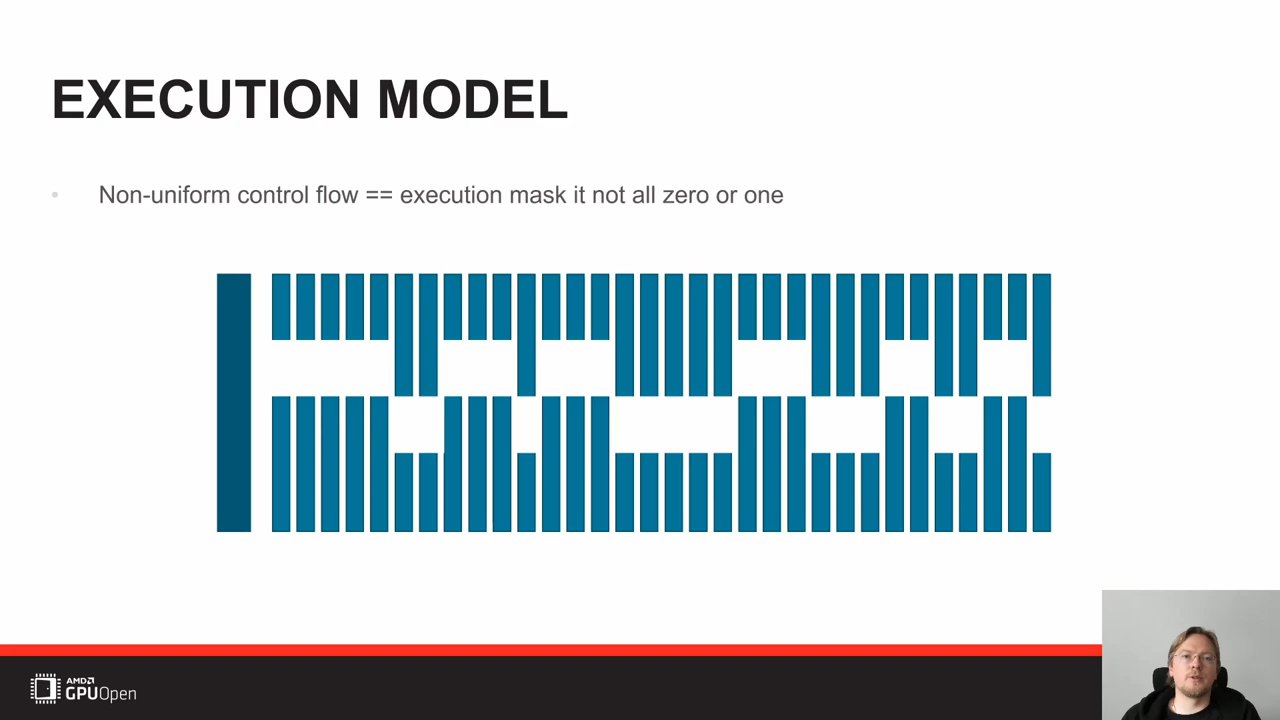 EXECUTION MODEL
Non-uniform control flow == execution mask it not all zero or one
AMD
GPUOpen